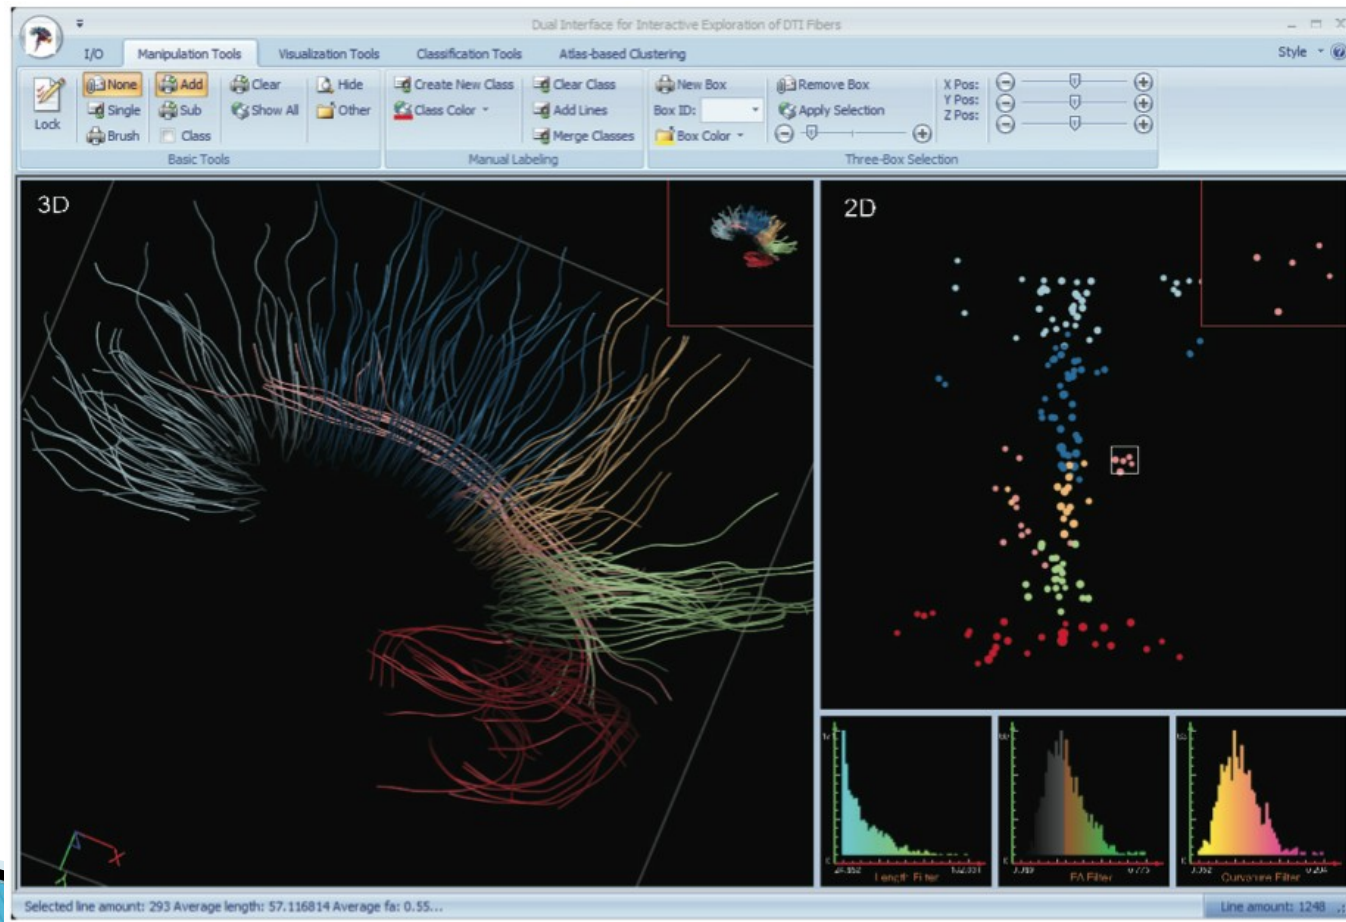 Dual Interface for Interactive Exploration of DTI Fibers
I/O Manipulation Tools Visualization Tools Classification Tools Atlas-based Clustering Style
None Add Clear Hide Create New Class Clear Class New Box Remove Box X Pos:
Lock Single Sub Show All Other Class Color Add Lines Box ID: Apply Selection Y Pos:
Brush Class Merge Classes Box Color Z Pos:
Basic Tools Manual Labeling Three-Box Selection
3D 2D
Length Filter FA Filter Curvature Filter
X
Selected line amount: 293 Average length: 57.116814 Average fa: 0.55... Line amount: 1248